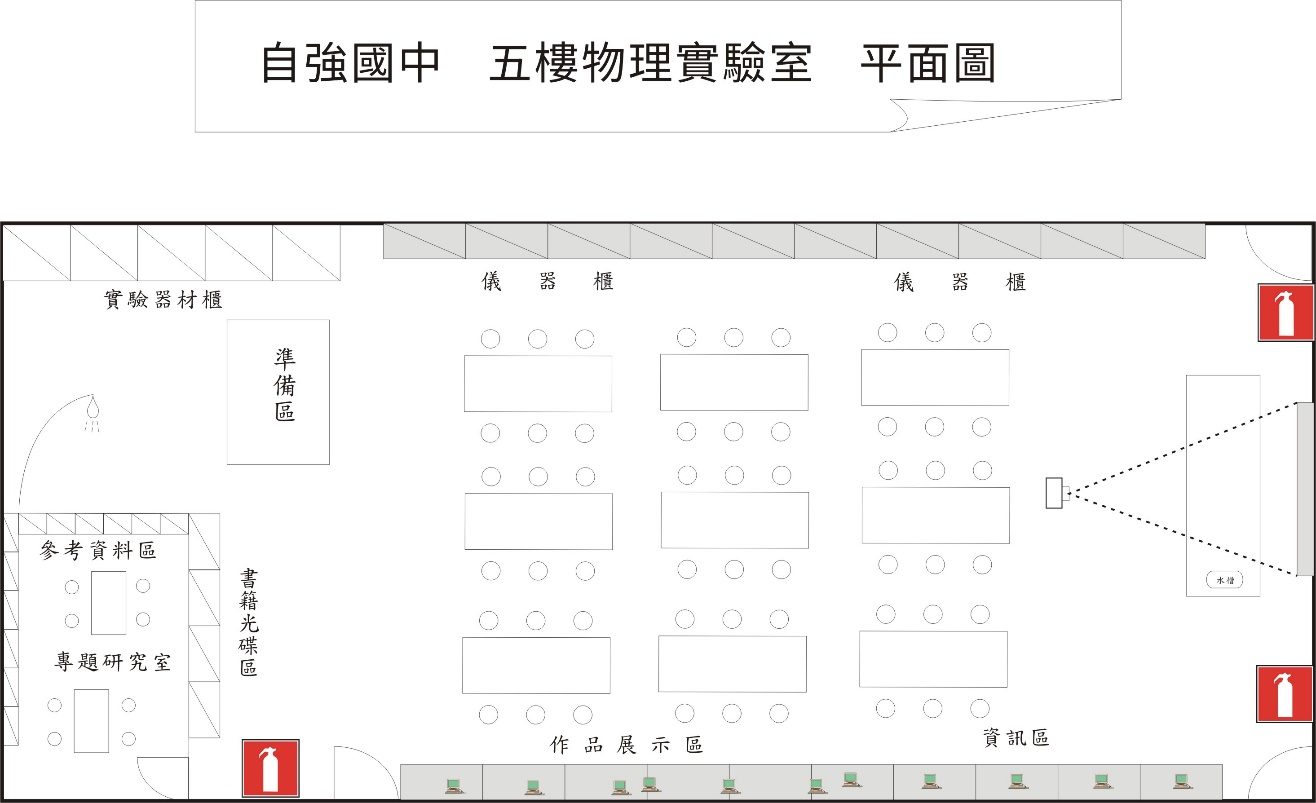 自強國中 五樓物理實驗室 平面圖
儀器櫃
儀器櫃
實驗器材櫃
準備區
參考資料區
書籍光碟區
水槽
專題研究室
作品展示區
資訊區